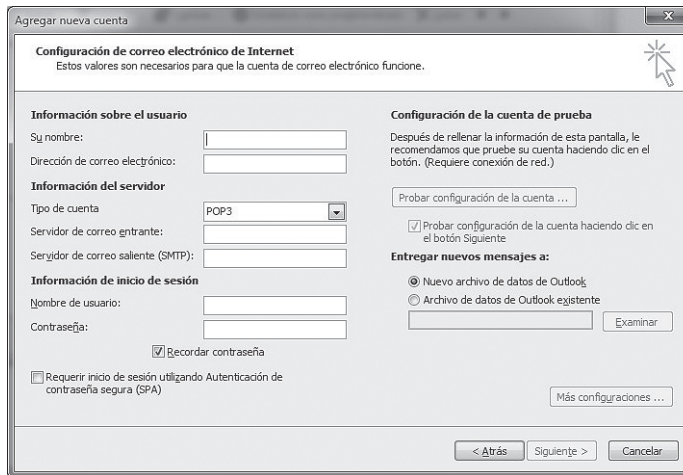 Agregar nueva cuenta
Configuración de correo electrónico de Internet
Estos valores son necesarios para que la cuenta de correo electrónico funcione.
Información sobre el usuario
Su nombre:
Dirección de correo electrónico:
Información del servidor
Tipo de cuenta
POP3
Servidor de correo entrante:
Servidor de correo saliente (SMTP):
Información de inicio de sesión
Nombre de usuario:
Contraseña:
Recordar contraseña
Requerir inicio de sesión utilizando Autenticación de
contraseña segura (SPA)
Configuración de la cuenta de prueba
Después de rellenar la información de esta pantalla, le
recomendamos que pruebe su cuenta haciendo clic en el
botón. (Requiere conexión de red.)
Probar configuración de la cuenta ...
Probar configuración de la cuenta haciendo clic en
el botón Siguiente
Entregar nuevos mensajes a:
Nuevo archivo de datos de Outlook
Archivo de datos de Outlook existente
Examinar
Más configuraciones ...
< Atrás
Siguiente >
Cancelar